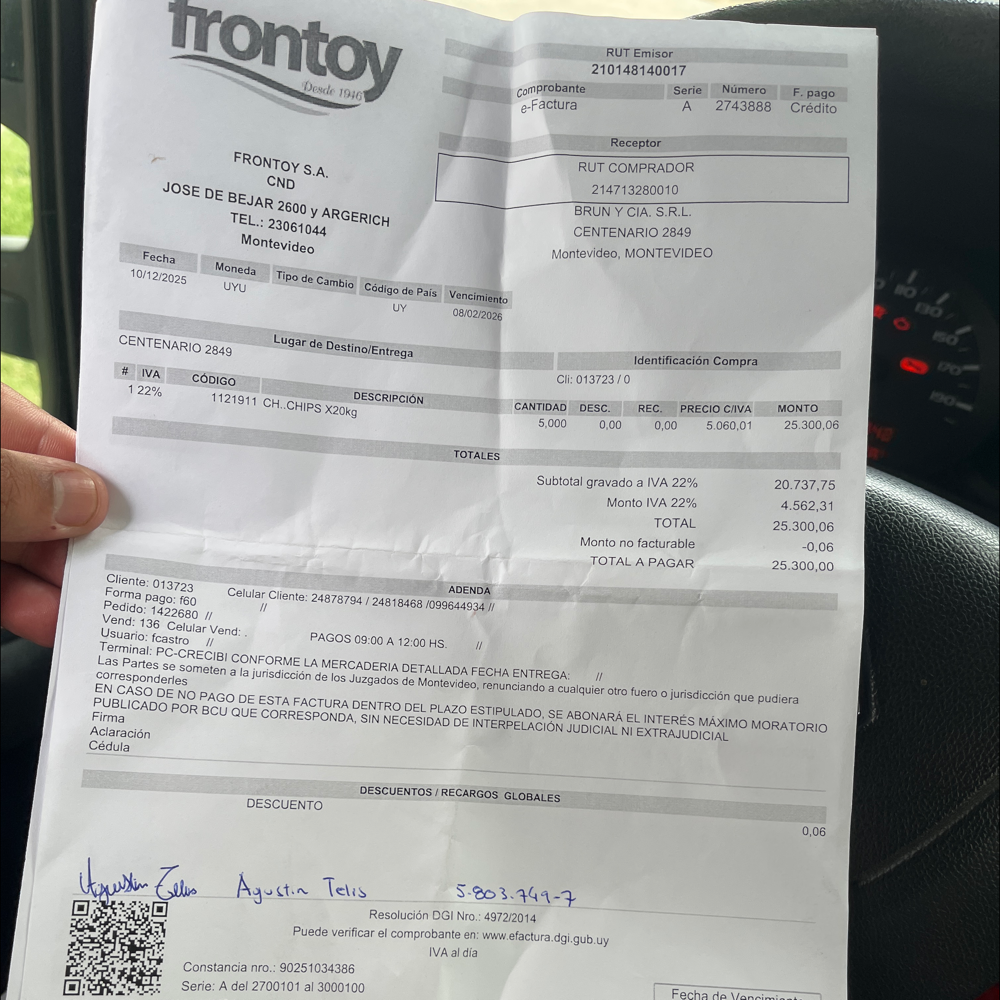 frontoy
Desde 1946
FRONTOY S.A.
CND
JOSE DE BEJAR 2600 y ARGERICH
TEL.: 23061044
Montevideo
RUT Emisor
210148140017
Comprobante Serie Número F. pago
e-Factura A 2743888 Crédito
Receptor
RUT COMPRADOR
214713280010
BRUN Y CIA. S.R.L.
CENTENARIO 2849
Montevideo, MONTEVIDEO
Fecha Moneda Tipo de Cambio Código de País Vencimiento
10/12/2025 UYU UY 08/02/2026
Lugar de Destino/Entrega
CENTENARIO 2849
Identificación Compra
Cli: 013723 / 0
# IVA CÓDIGO DESCRIPCIÓN CANTIDAD DESC. REC. PRECIO C/IVA MONTO
1 22% 1121911 CH..CHIPS X20kg 5,000 0,00 0,00 5.060,01 25.300,06
TOTALES
Subtotal gravado a IVA 22% 20.737,75
Monto IVA 22% 4.562,31
TOTAL 25.300,06
Monto no facturable -0,06
TOTAL A PAGAR 25.300,00
ADENDA
Cliente: 013723 Celular Cliente: 24878794 / 24818468 /099644934 //
Forma pago: f60 //
Pedido: 1422680 //
Vend: 136 Celular Vend: . PAGOS 09:00 A 12:00 HS. //
Usuario: fcastro //
Terminal: PC-CRECIBI CONFORME LA MERCADERIA DETALLADA FECHA ENTREGA: //
Las Partes se someten a la jurisdicción de los Juzgados de Montevideo, renunciando a cualquier otro fuero o jurisdicción que pudiera
corresponderles
EN CASO DE NO PAGO DE ESTA FACTURA DENTRO DEL PLAZO ESTIPULADO, SE ABONARÁ EL INTERÉS MÁXIMO MORATORIO
PUBLICADO POR BCU QUE CORRESPONDA, SIN NECESIDAD DE INTERPELACIÓN JUDICIAL NI EXTRAJUDICIAL
Firma
Aclaración
Cédula
DESCUENTOS / RECARGOS GLOBALES
DESCUENTO 0,06
Agustin Telis Agustin Telis 5.803.749-7
Resolución DGI Nro.: 4972/2014
Puede verificar el comprobante en: www.efactura.dgi.gub.uy
IVA al día
Constancia nro.: 90251034386
Serie: A del 2700101 al 3000100
Fecha de Vencimiento
110
130
150
170
190